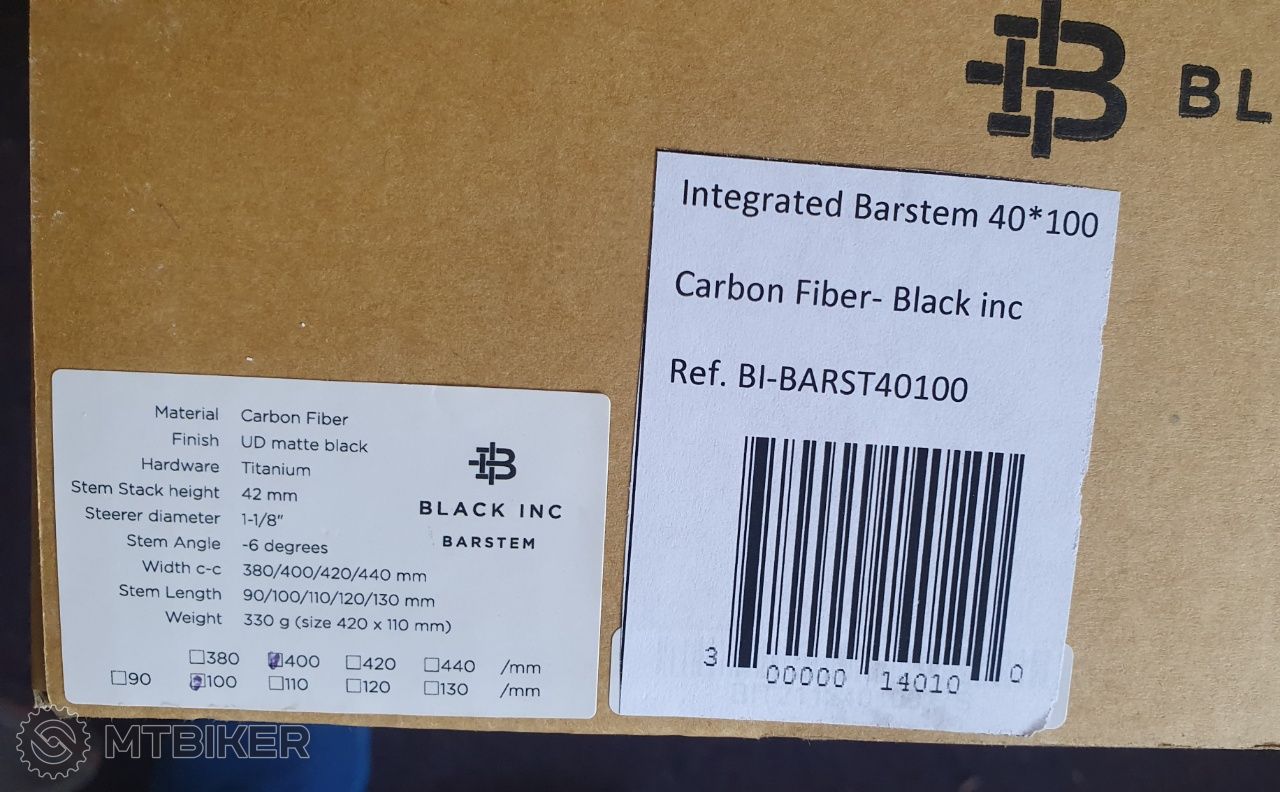 BL
Integrated Barstem 40*100
Carbon Fiber- Black inc
Ref. BI-BARST40100
3 00000 14010 0
Material Carbon Fiber
Finish UD matte black
Hardware Titanium
Stem Stack height 42 mm
Steerer diameter 1-1/8"
Stem Angle -6 degrees
Width c-c 380/400/420/440 mm
Stem Length 90/100/110/120/130 mm
Weight 330 g (size 420 x 110 mm)
BLACK INC
BARSTEM
380 400 420 440 /mm
90 100 110 120 130 /mm
MTBIKER